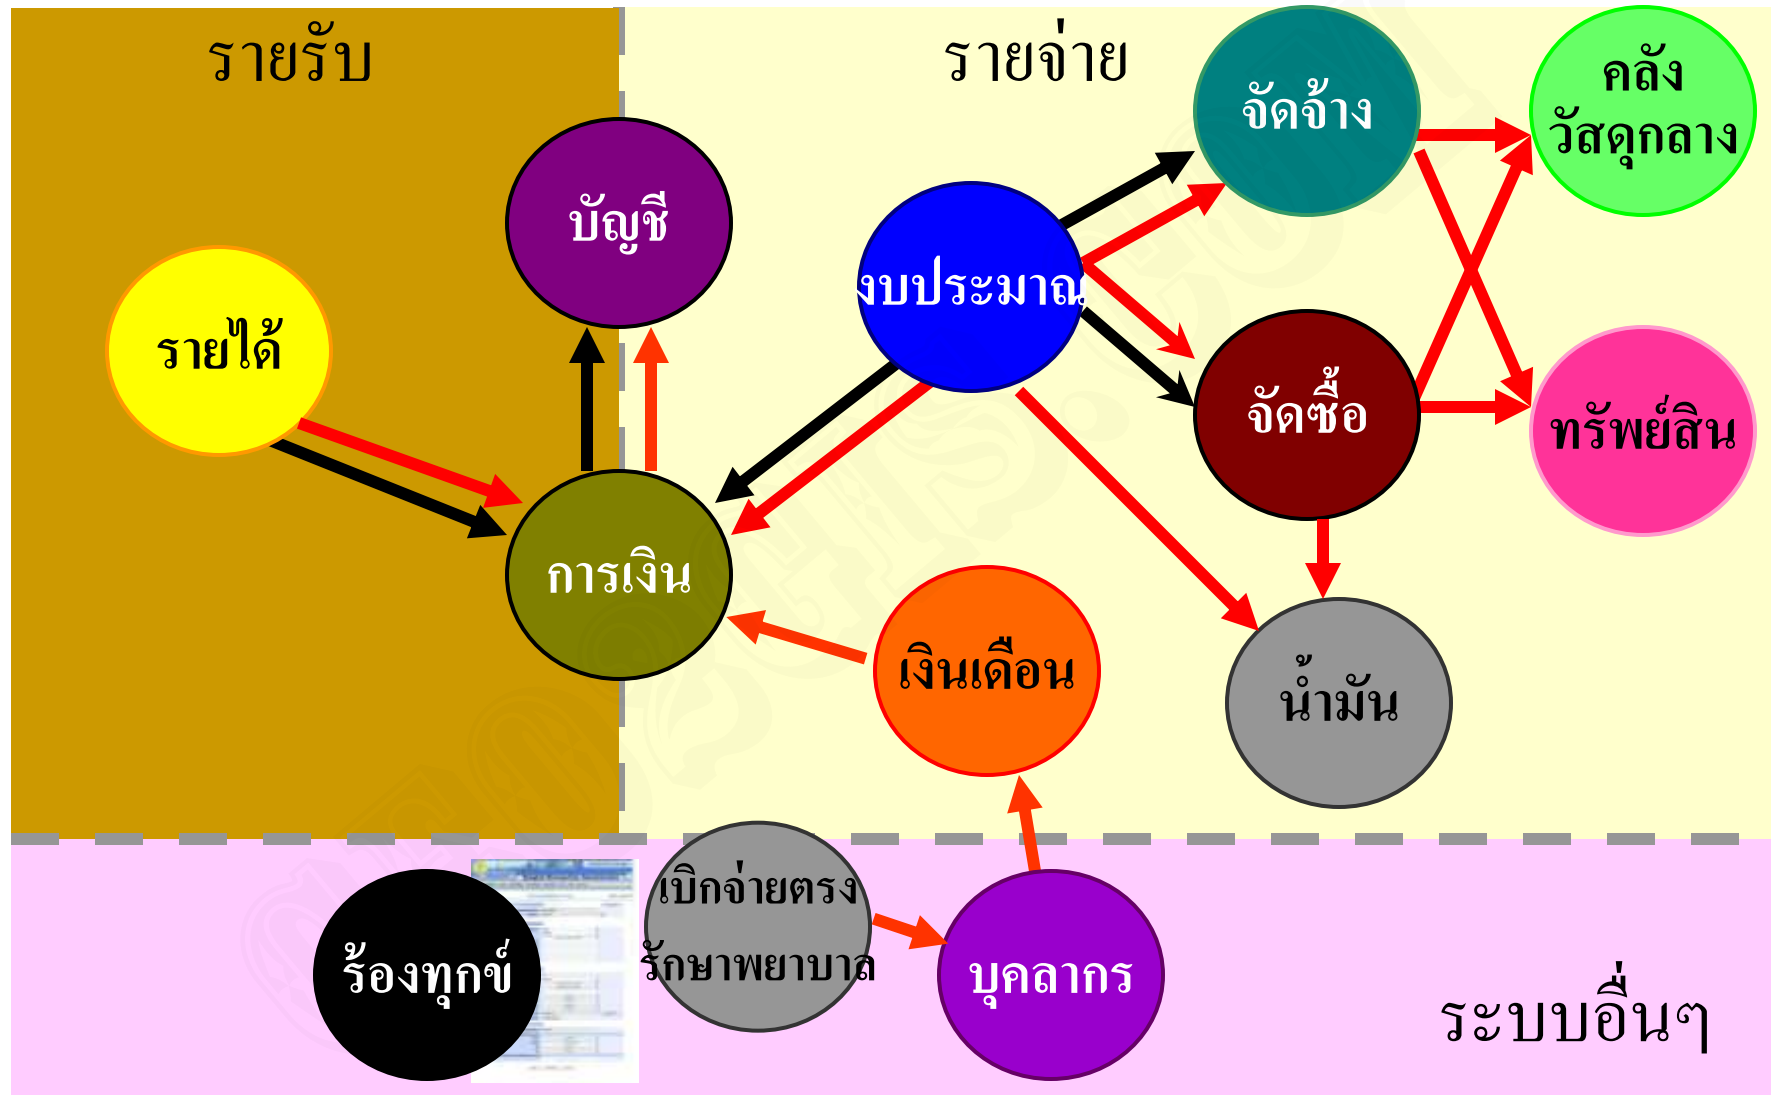 รายรับ
รายจ่าย
จัดจ้าง
คลัง
วัสดุกลาง
บัญชี
งบประมาณ
รายได้
จัดซื้อ
ทรัพย์สิน
การเงิน
เงินเดือน
น้ำมัน
เบิกจ่ายตรง
รักษาพยาบาล
ร้องทุกข์
บุคลากร
ระบบอื่นๆ